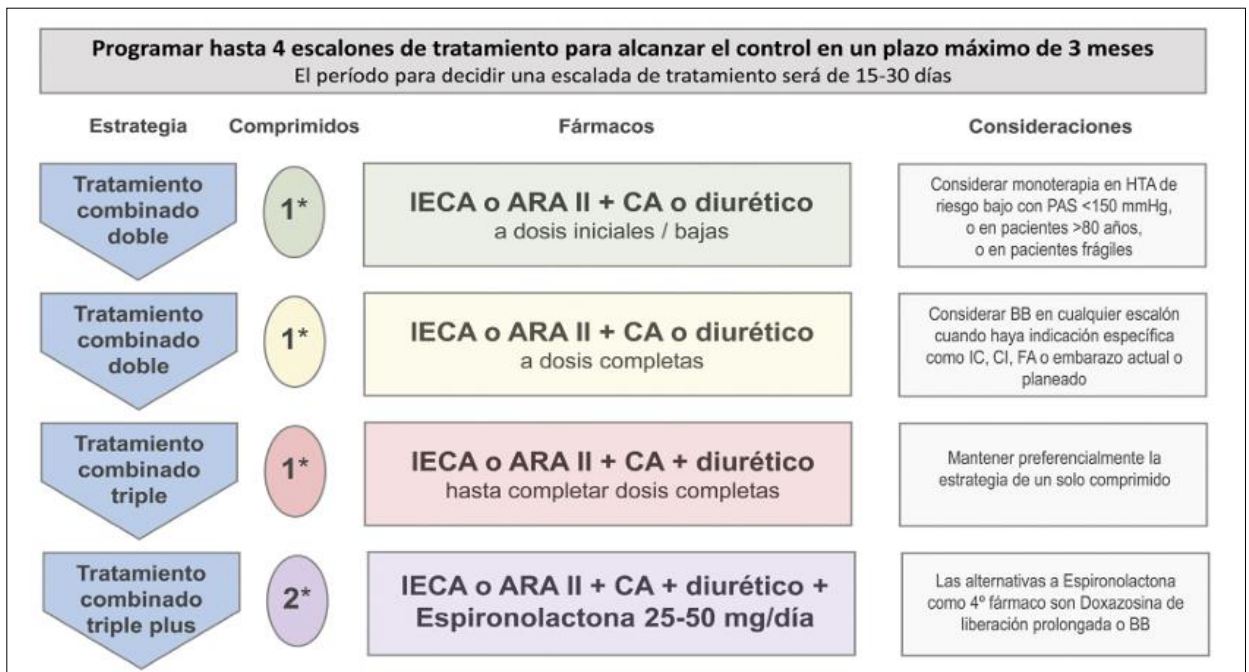 Programar hasta 4 escalones de tratamiento para alcanzar el control en un plazo máximo de 3 meses
El período para decidir una escalada de tratamiento será de 15-30 días
Estrategia
Comprimidos
Fármacos
Consideraciones
Tratamiento
combinado
doble
1*
IECA o ARA II + CA o diurético
a dosis iniciales / bajas
Considerar monoterapia en HTA de
riesgo bajo con PAS <150 mmHg,
o en pacientes >80 años,
o en pacientes frágiles
Tratamiento
combinado
doble
1*
IECA o ARA II + CA o diurético
a dosis completas
Considerar BB en cualquier escalón
cuando haya indicación específica
como IC, CI, FA o embarazo actual o
planeado
Tratamiento
combinado
triple
1*
IECA o ARA II + CA + diurético
hasta completar dosis completas
Mantener preferencialmente la
estrategia de un solo comprimido
Tratamiento
combinado
triple plus
2*
IECA o ARA II + CA + diurético +
Espironolactona 25-50 mg/día
Las alternativas a Espironolactona
como 4º fármaco son Doxazosina de
liberación prolongada o BB